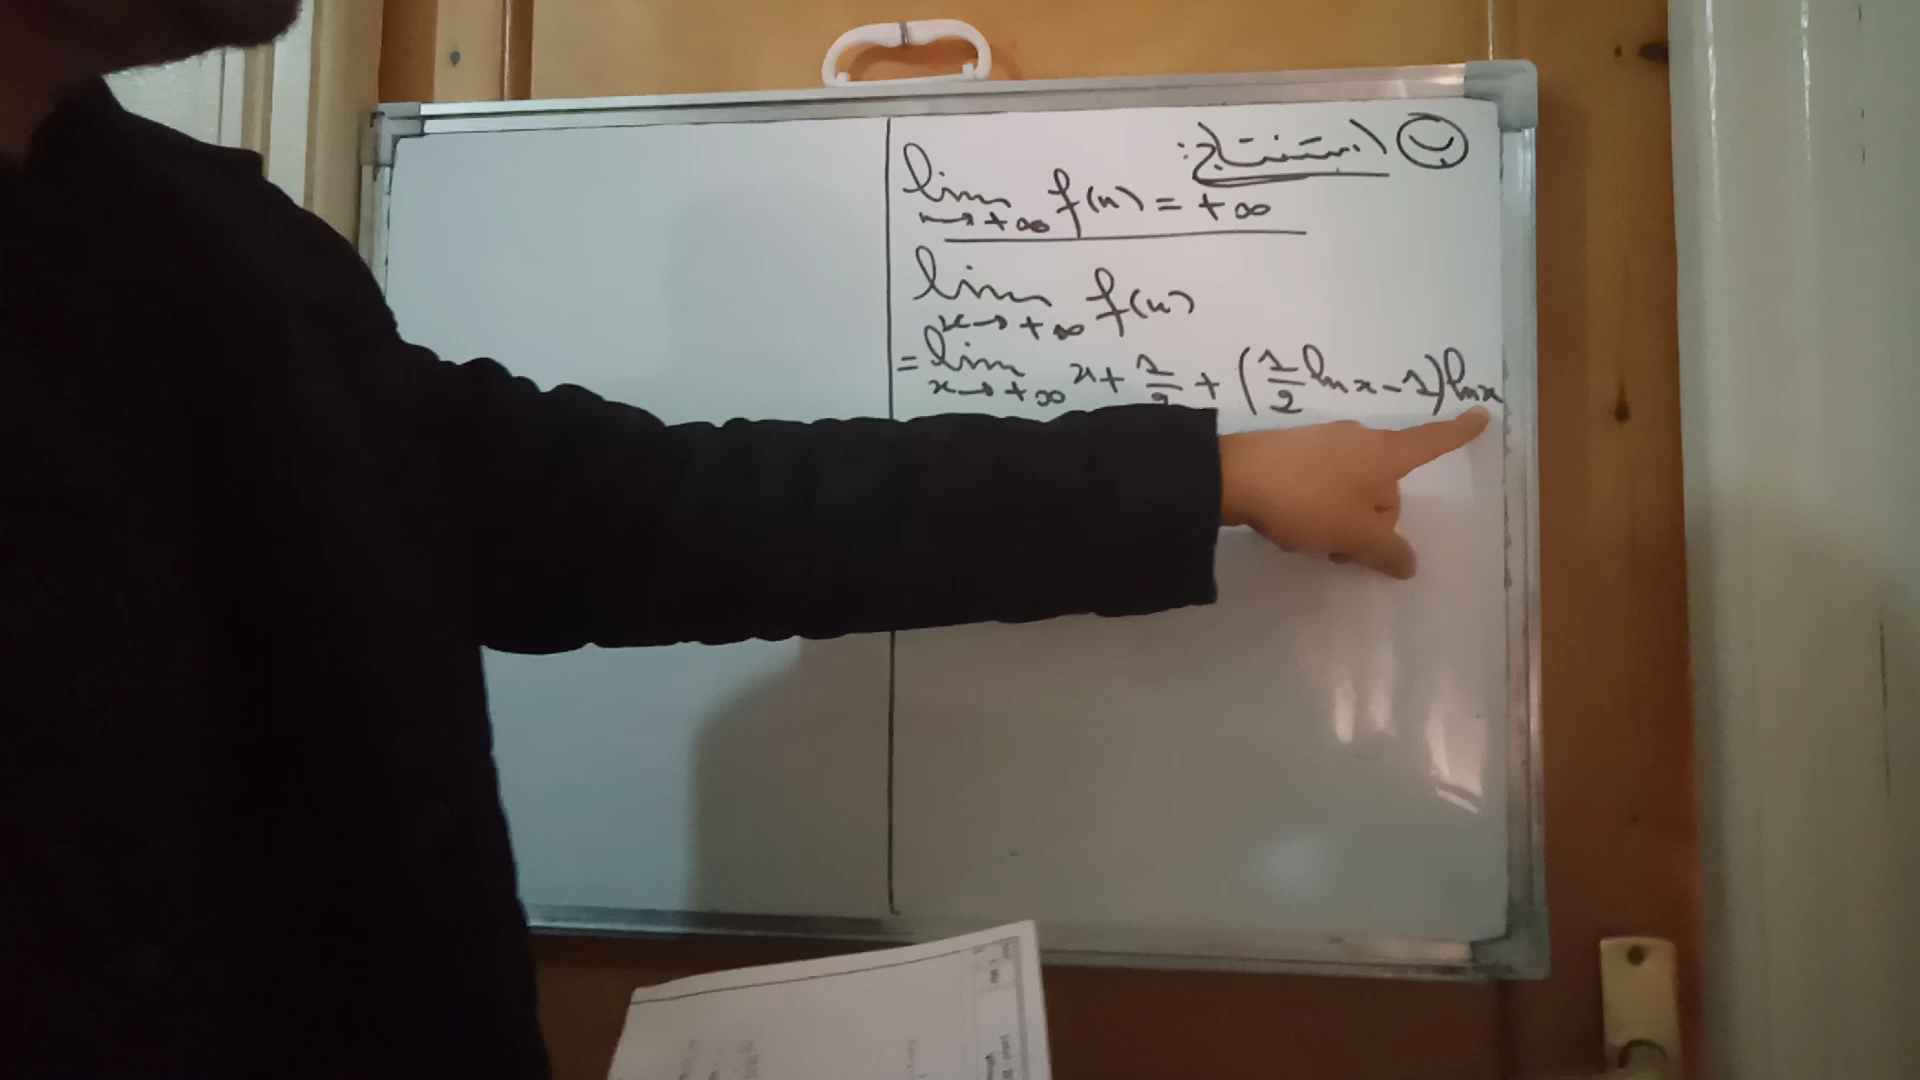 ب استنتاج:
lim f(x) = +∞
x→+∞
lim f(x)
x→+∞
= lim x + 1/2 + (1/2 ln x - 1) ln x
x→+∞